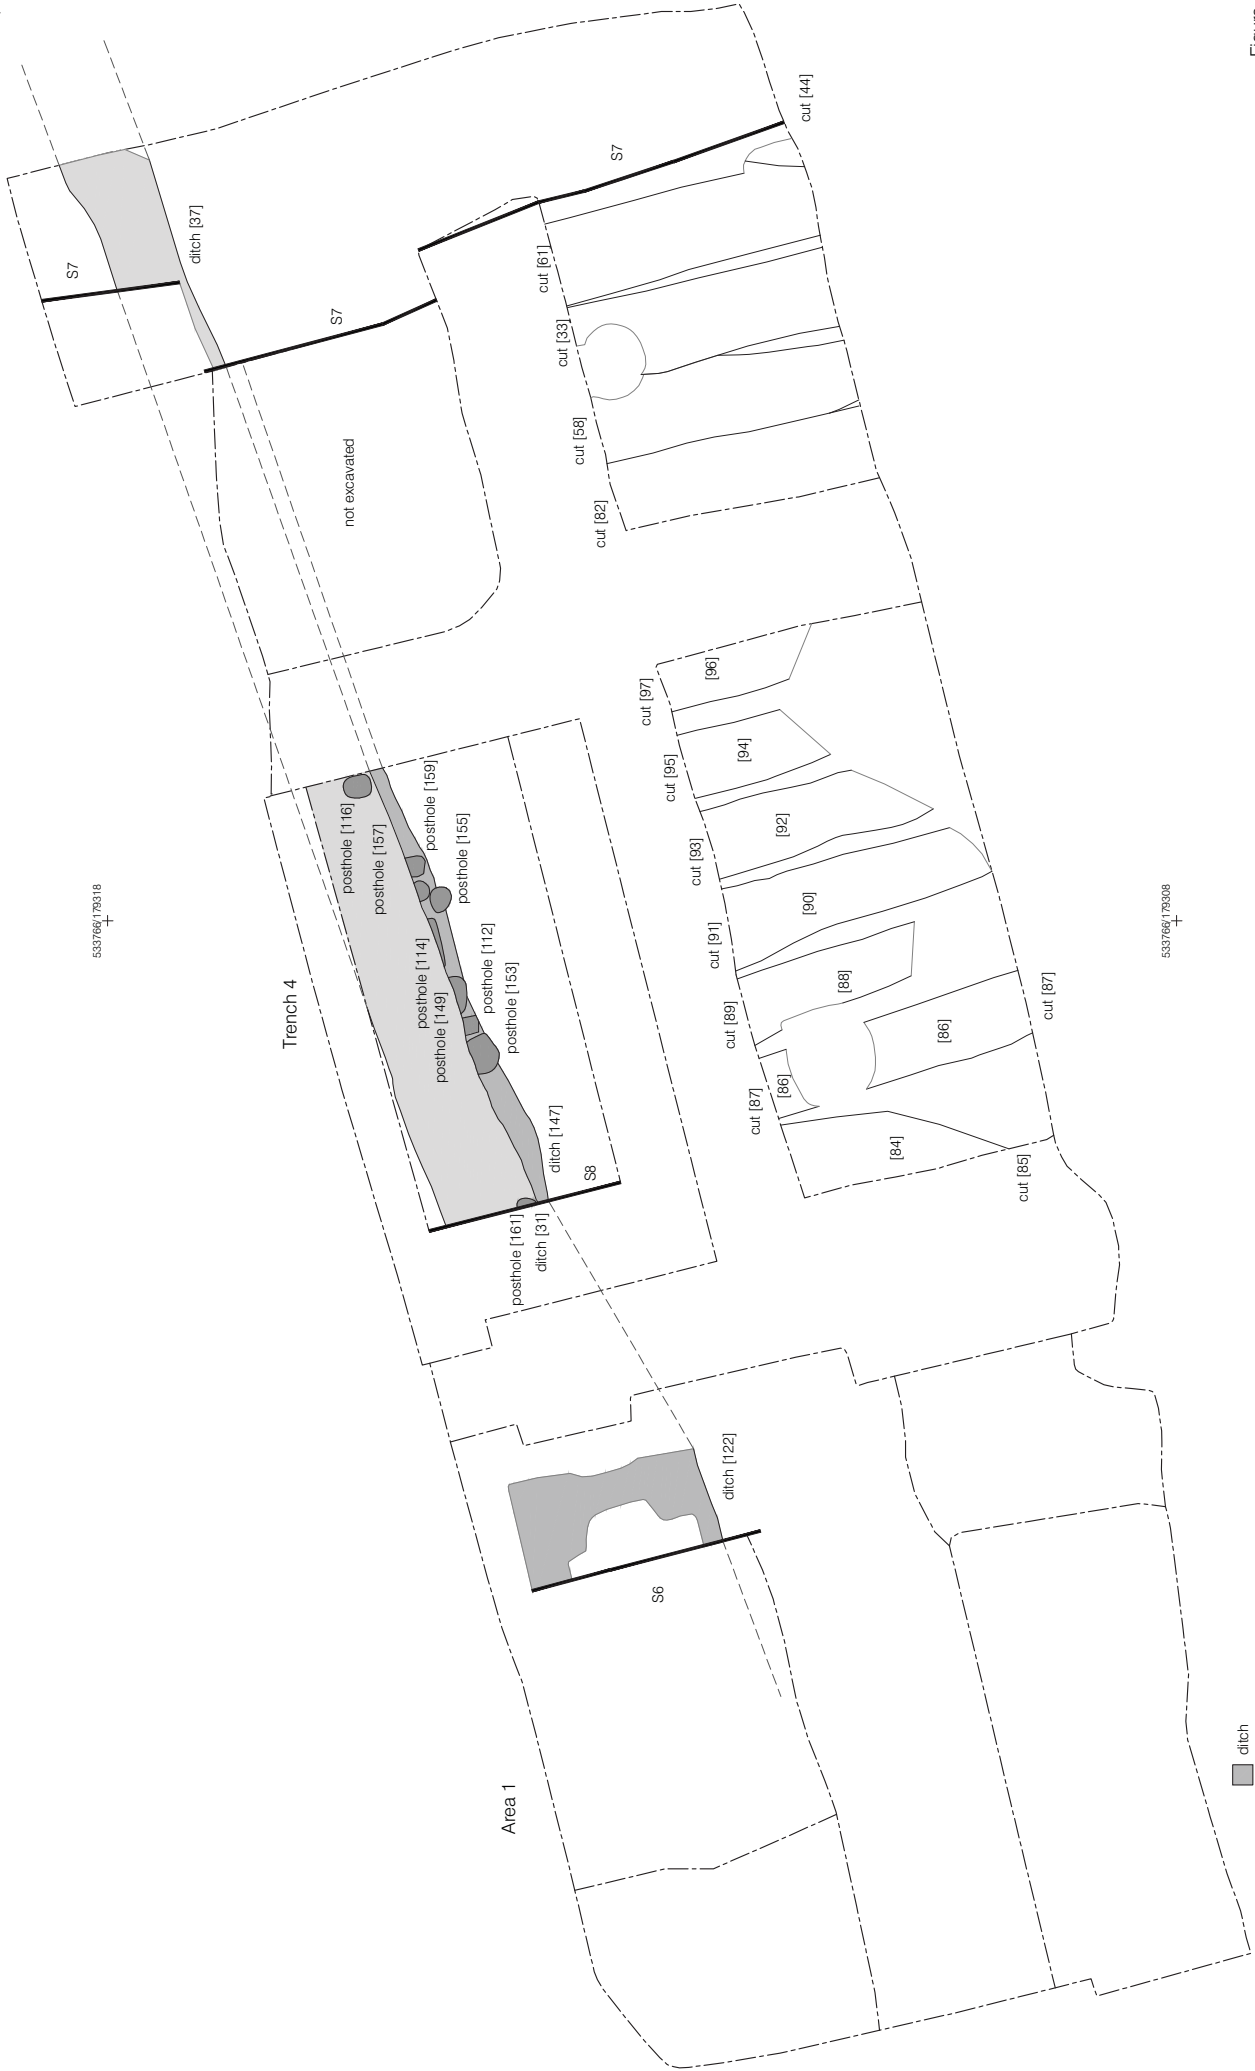 Area 1
S6
ditch [122]
Trench 4
533766/179318
posthole [161]
ditch [31]
ditch [147]
S8
posthole [114]
posthole [149]
posthole [112]
posthole [153]
posthole [116]
posthole [157]
posthole [159]
posthole [155]
not excavated
S7
S7
ditch [37]
S7
cut [44]
cut [61]
cut [33]
cut [58]
cut [82]
cut [97]
[96]
cut [95]
[94]
cut [93]
[92]
cut [91]
[90]
cut [89]
[88]
cut [87]
[86]
[86]
cut [87]
[84]
cut [85]
533766/179308
ditch